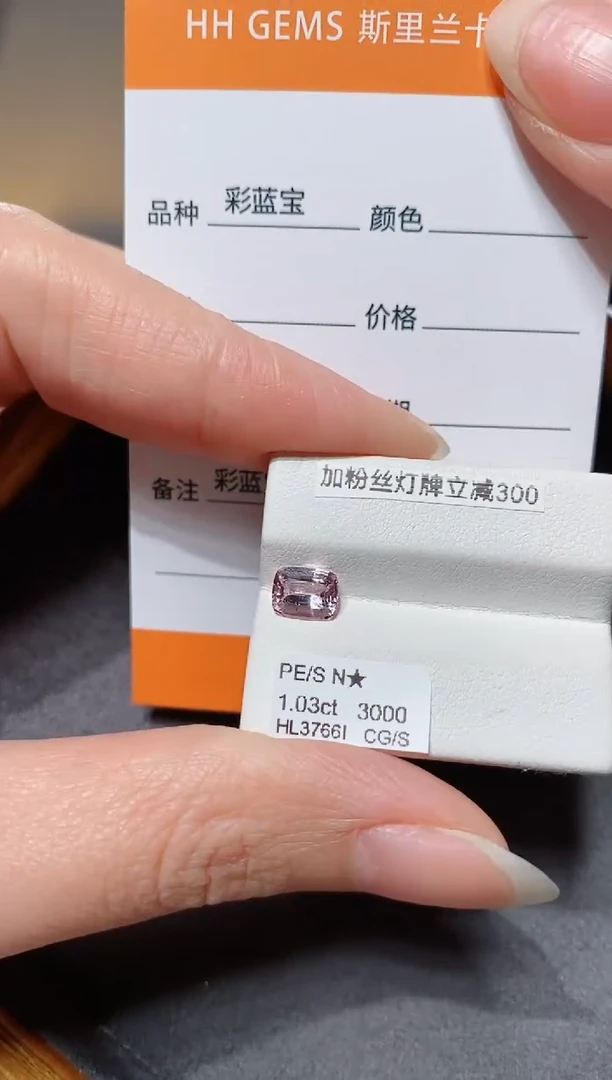 HH GEMS 斯里兰卡
品种 彩蓝宝 颜色
价格
备注 彩蓝
加粉丝灯牌立减300
PE/S N★
1.03ct 3000
HL3766I CG/S